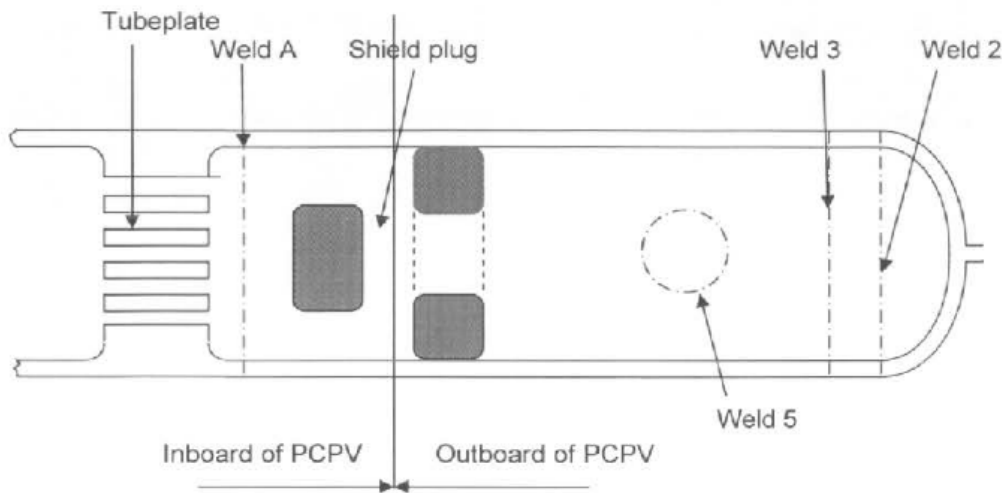 Tubeplate
Weld A
Shield plug
Weld 3
Weld 2
Weld 5
Inboard of PCPV
Outboard of PCPV